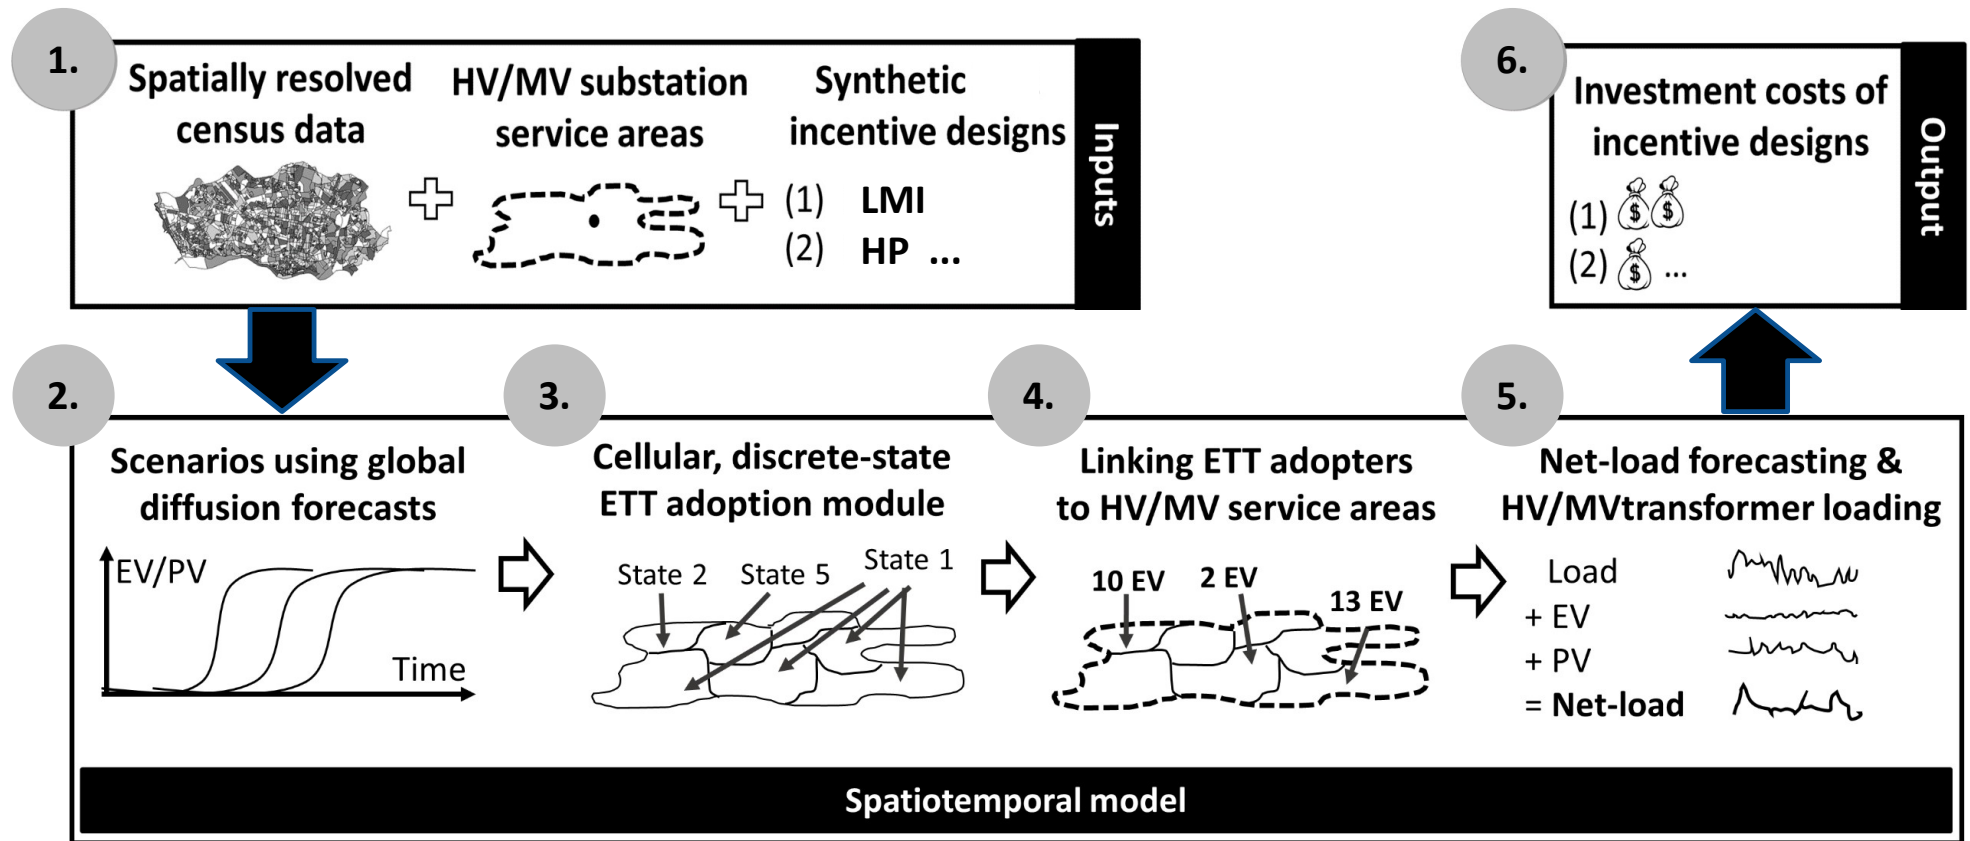 1.
Spatially resolved
census data
HV/MV substation
service areas
Synthetic
incentive designs
(1) LMI
(2) HP ...
Inputs
6.
Investment costs of
incentive designs
(1) $ $
(2) $ ...
Output
2.
Scenarios using global
diffusion forecasts
EV/PV
Time
3.
Cellular, discrete-state
ETT adoption module
State 2
State 5
State 1
4.
Linking ETT adopters
to HV/MV service areas
10 EV
2 EV
13 EV
5.
Net-load forecasting &
HV/MVtransformer loading
Load
+ EV
+ PV
= Net-load
Spatiotemporal model